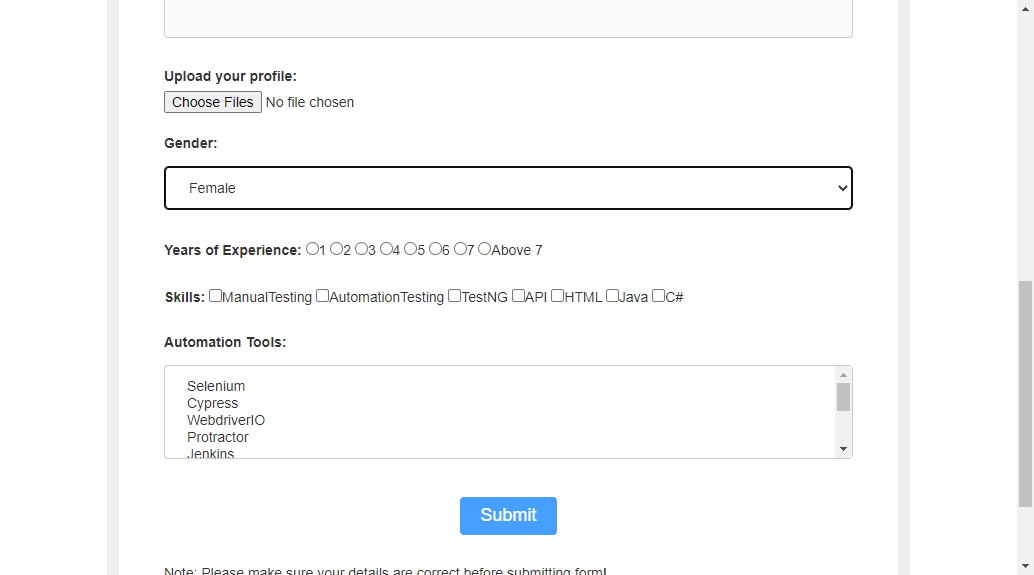 Upload your profile:
Choose Files No file chosen
Gender:
Female
Years of Experience: 1 2 3 4 5 6 7 Above 7
Skills: ManualTesting AutomationTesting TestNG API HTML Java C#
Automation Tools:
Selenium
Cypress
WebdriverIO
Protractor
Jenkins
Submit
Note: Please make sure your details are correct before submitting form!